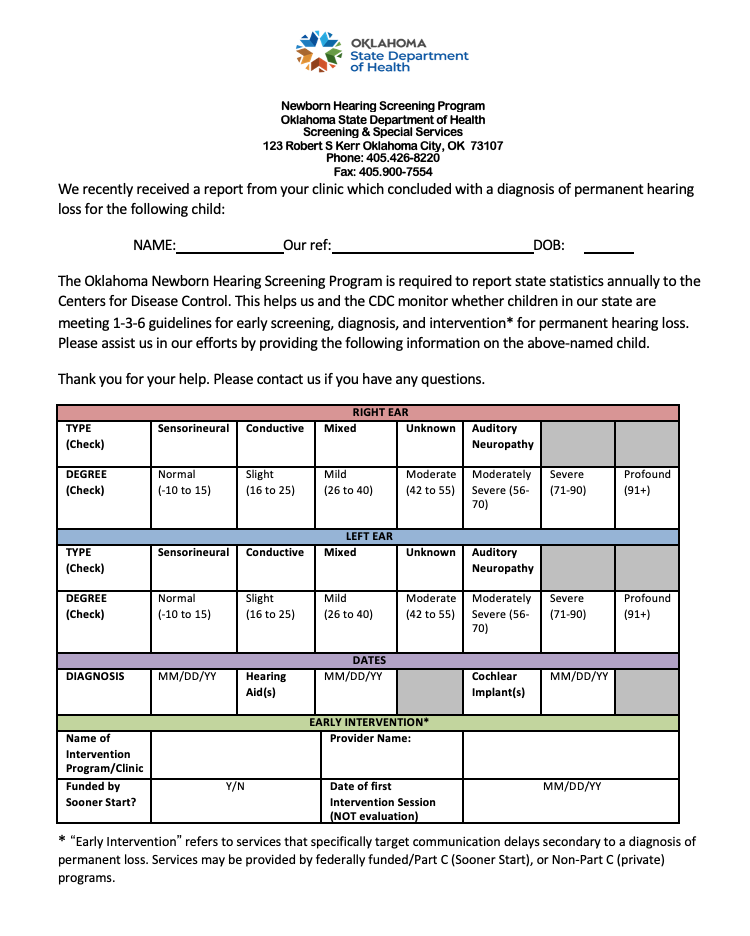 OKLAHOMA
State Department
of Health
Newborn Hearing Screening Program
Oklahoma State Department of Health
Screening & Special Services
123 Robert S Kerr Oklahoma City, OK 73107
Phone: 405.426-8220
Fax: 405.900-7554
We recently received a report from your clinic which concluded with a diagnosis of permanent hearing
loss for the following child:
NAME:______________Our ref:__________________________DOB: ______
The Oklahoma Newborn Hearing Screening Program is required to report state statistics annually to the
Centers for Disease Control. This helps us and the CDC monitor whether children in our state are
meeting 1-3-6 guidelines for early screening, diagnosis, and intervention* for permanent hearing loss.
Please assist us in our efforts by providing the following information on the above-named child.
Thank you for your help. Please contact us if you have any questions.
RIGHT EAR
TYPE Sensorineural Conductive Mixed Unknown Auditory
(Check) Neuropathy
DEGREE Normal Slight Mild Moderate Moderately Severe Profound
(Check) (-10 to 15) (16 to 25) (26 to 40) (42 to 55) Severe (56- (71-90) (91+)
70)
LEFT EAR
TYPE Sensorineural Conductive Mixed Unknown Auditory
(Check) Neuropathy
DEGREE Normal Slight Mild Moderate Moderately Severe Profound
(Check) (-10 to 15) (16 to 25) (26 to 40) (42 to 55) Severe (56- (71-90) (91+)
70)
DATES
DIAGNOSIS MM/DD/YY Hearing MM/DD/YY Cochlear MM/DD/YY
Aid(s) Implant(s)
EARLY INTERVENTION*
Name of Provider Name:
Intervention
Program/Clinic
Funded by Y/N Date of first MM/DD/YY
Sooner Start? Intervention Session
(NOT evaluation)
* “Early Intervention” refers to services that specifically target communication delays secondary to a diagnosis of
permanent loss. Services may be provided by federally funded/Part C (Sooner Start), or Non-Part C (private)
programs.